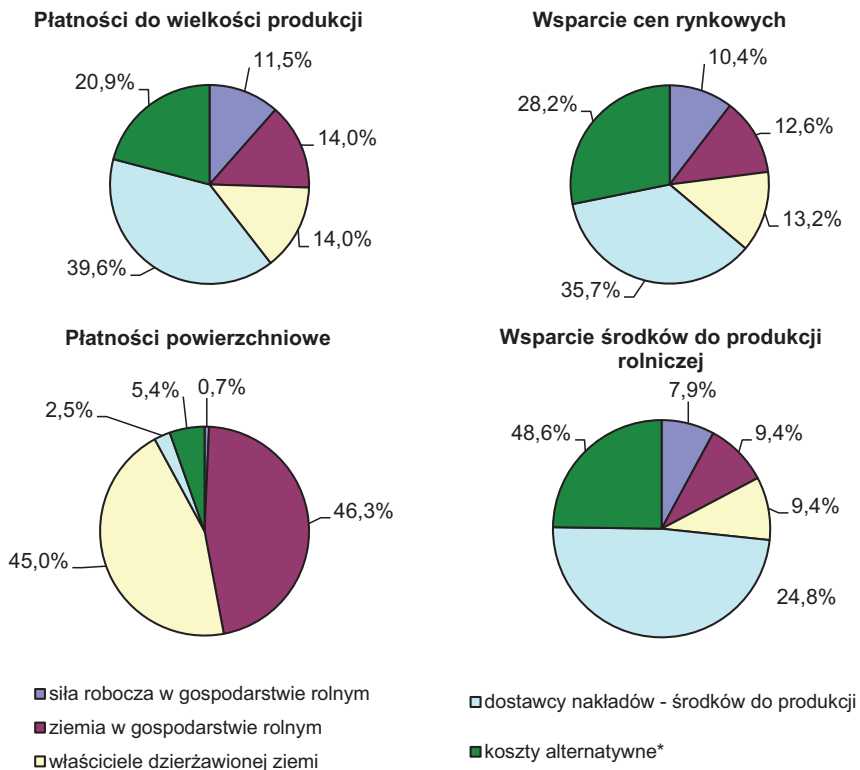 Płatności do wielkości produkcji
11,5%
20,9%
14,0%
14,0%
39,6%
Wsparcie cen rynkowych
10,4%
28,2%
12,6%
13,2%
35,7%
Płatności powierzchniowe
5,4%
0,7%
2,5%
46,3%
45,0%
Wsparcie środków do produkcji
rolniczej
7,9%
48,6%
9,4%
9,4%
24,8%
siła robocza w gospodarstwie rolnym
ziemia w gospodarstwie rolnym
właściciele dzierżawionej ziemi
dostawcy nakładów - środków do produkcji
koszty alternatywne*